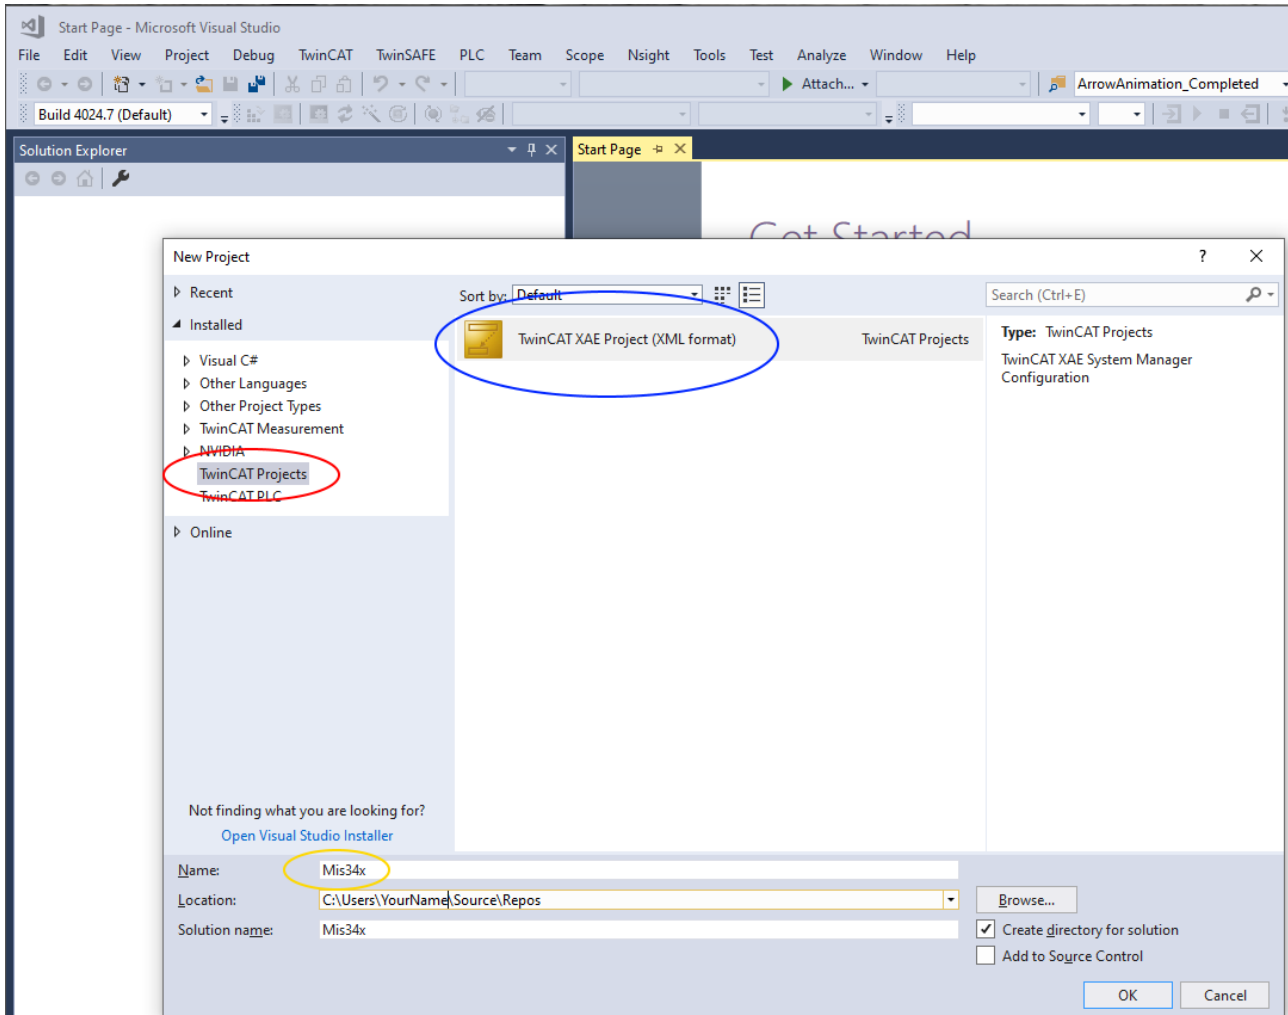 Start Page - Microsoft Visual Studio
File Edit View Project Debug TwinCAT TwinSAFE PLC Team Scope Nsight Tools Test Analyze Window Help
Attach... ArrowAnimation_Completed
Build 4024.7 (Default)
Solution Explorer
Start Page
Get Started
New Project
Recent
Sort by: Default
Search (Ctrl+E)
Installed
TwinCAT XAE Project (XML format) TwinCAT Projects
Type: TwinCAT Projects
TwinCAT XAE System Manager
Configuration
Visual C#
Other Languages
Other Project Types
TwinCAT Measurement
NVIDIA
TwinCAT Projects
TwinCAT PLC
Online
Not finding what you are looking for?
Open Visual Studio Installer
Name: Mis34x
Location: C:\Users\YourName\Source\Repos
Browse...
Solution name: Mis34x
Create directory for solution
Add to Source Control
OK Cancel